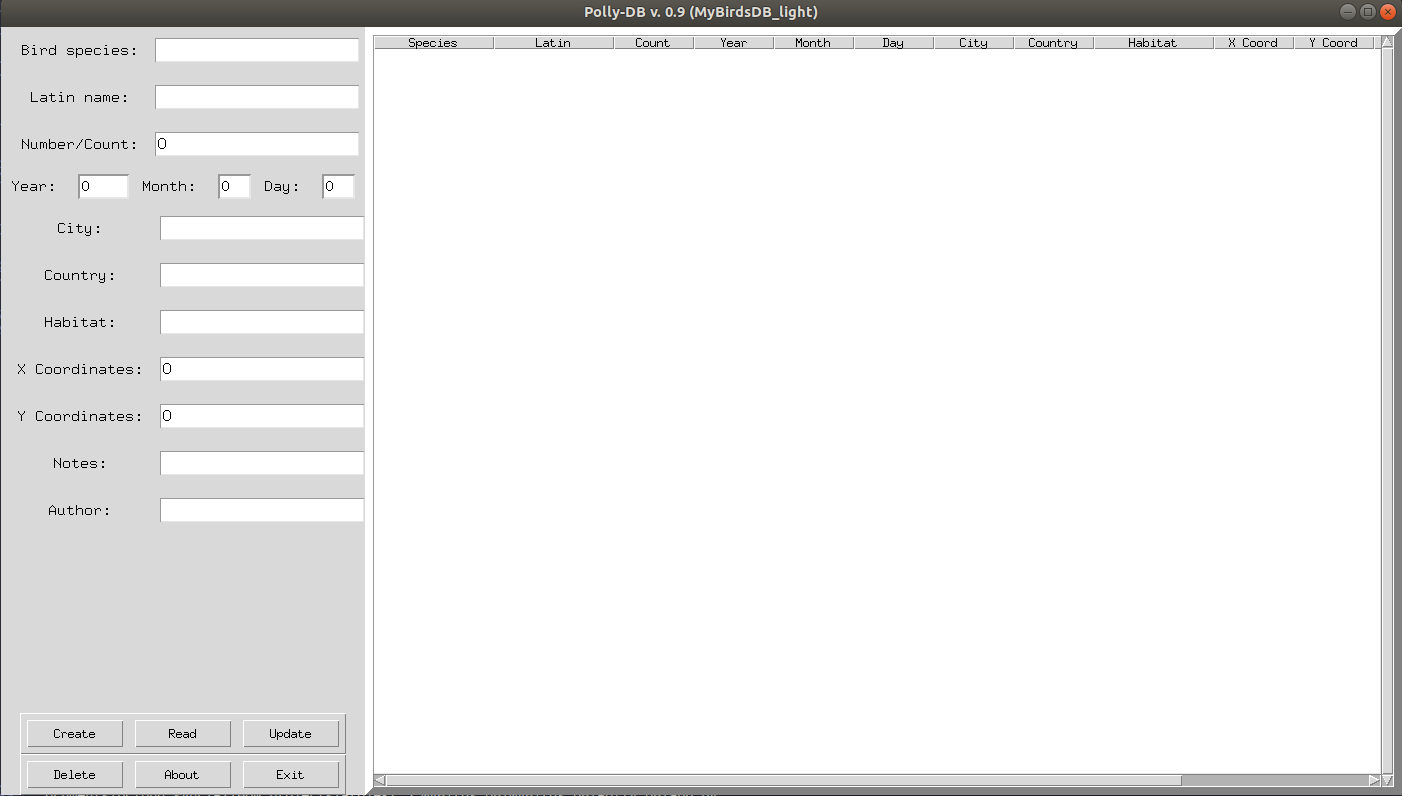 Polly-DB v. 0.9 (MyBirdsDB_light)
Bird species:
Latin name:
Number/Count: 0
Year: 0 Month: 0 Day: 0
City:
Country:
Habitat:
X Coordinates: 0
Y Coordinates: 0
Notes:
Author:
Create Read Update
Delete About Exit
Species Latin Count Year Month Day City Country Habitat X Coord Y Coord